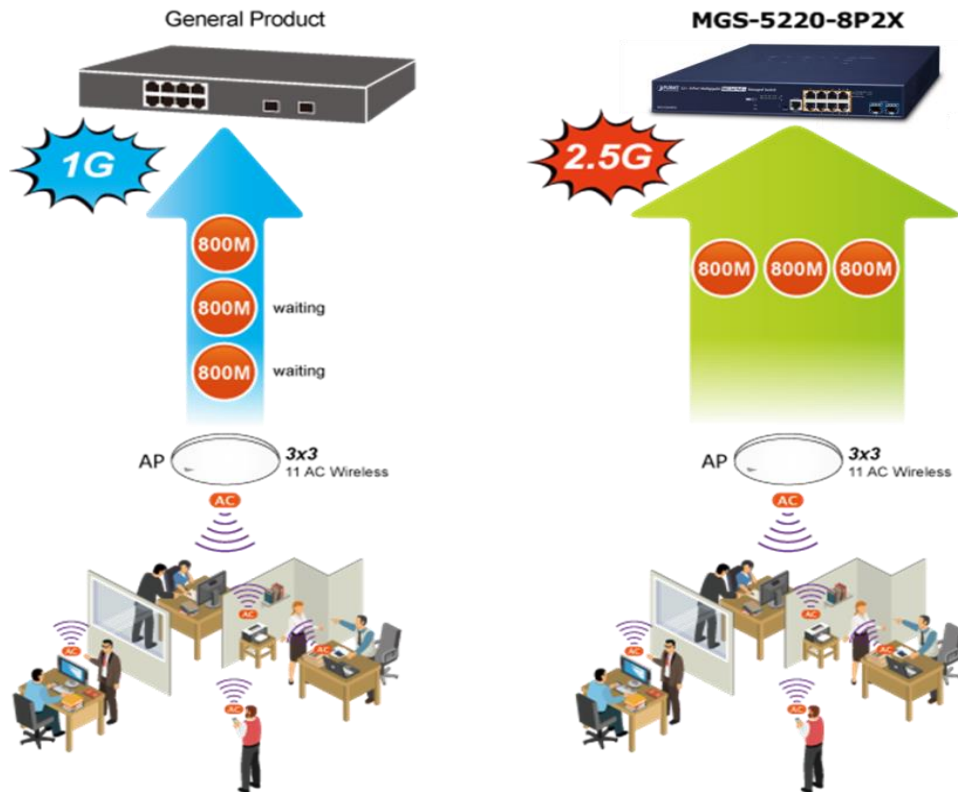 General Product
MGS-5220-8P2X
PLANET
1G
2.5G
800M
800M
waiting
800M
waiting
800M
800M
800M
AP
3x3
11 AC Wireless
AP
3x3
11 AC Wireless
AC
AC
AC
AC
AC
AC
AC
AC
AC
AC